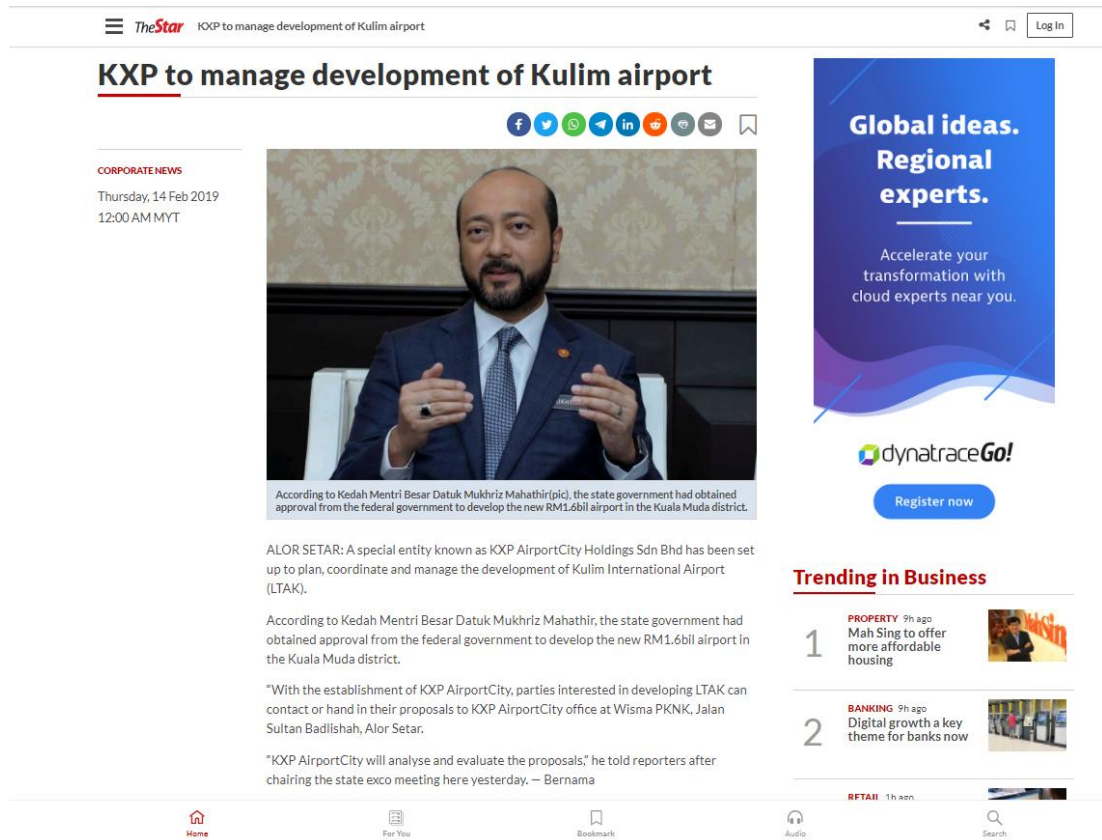 TheStar KXP to manage development of Kulim airport
Log In
KXP to manage development of Kulim airport
CORPORATE NEWS
Thursday, 14 Feb 2019
12:00 AM MYT
According to Kedah Mentri Besar Datuk Mukhriz Mahathir(pic), the state government had obtained
approval from the federal government to develop the new RM1.6bil airport in the Kuala Muda district.
ALOR SETAR: A special entity known as KXP AirportCity Holdings Sdn Bhd has been set
up to plan, coordinate and manage the development of Kulim International Airport
(LTAK).
According to Kedah Mentri Besar Datuk Mukhriz Mahathir, the state government had
obtained approval from the federal government to develop the new RM1.6bil airport in
the Kuala Muda district.
"With the establishment of KXP AirportCity, parties interested in developing LTAK can
contact or hand in their proposals to KXP AirportCity office at Wisma PKNK, Jalan
Sultan Badlishah, Alor Setar.
"KXP AirportCity will analyse and evaluate the proposals," he told reporters after
chairing the state exco meeting here yesterday. — Bernama
Global ideas.
Regional
experts.
Accelerate your
transformation with
cloud experts near you.
dynatrace Go!
Register now
Trending in Business
1
PROPERTY 9h ago
Mah Sing to offer
more affordable
housing
MahSin
2
BANKING 9h ago
Digital growth a key
theme for banks now
RETAIL 1h ago
Home
For You
Bookmark
Audio
Search